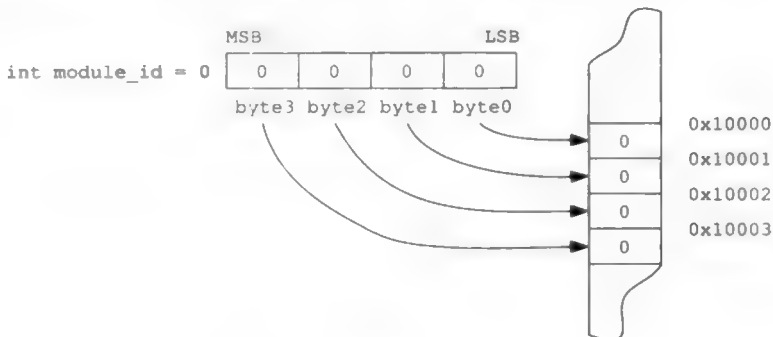 MSB LSB
int module_id = 0 0 0 0 0
byte3 byte2 byte1 byte0
0x10000
0
0x10001
0
0x10002
0
0x10003
0